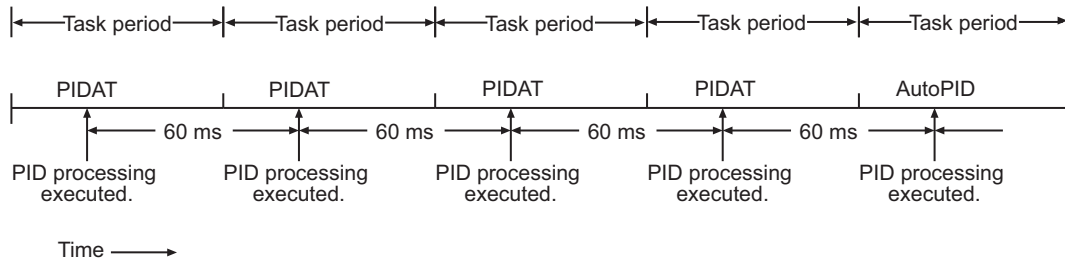 Task period Task period Task period Task period Task period
PIDAT PIDAT PIDAT PIDAT AutoPID
60 ms 60 ms 60 ms 60 ms
PID processing PID processing PID processing PID processing PID processing
executed. executed. executed. executed. executed.
Time